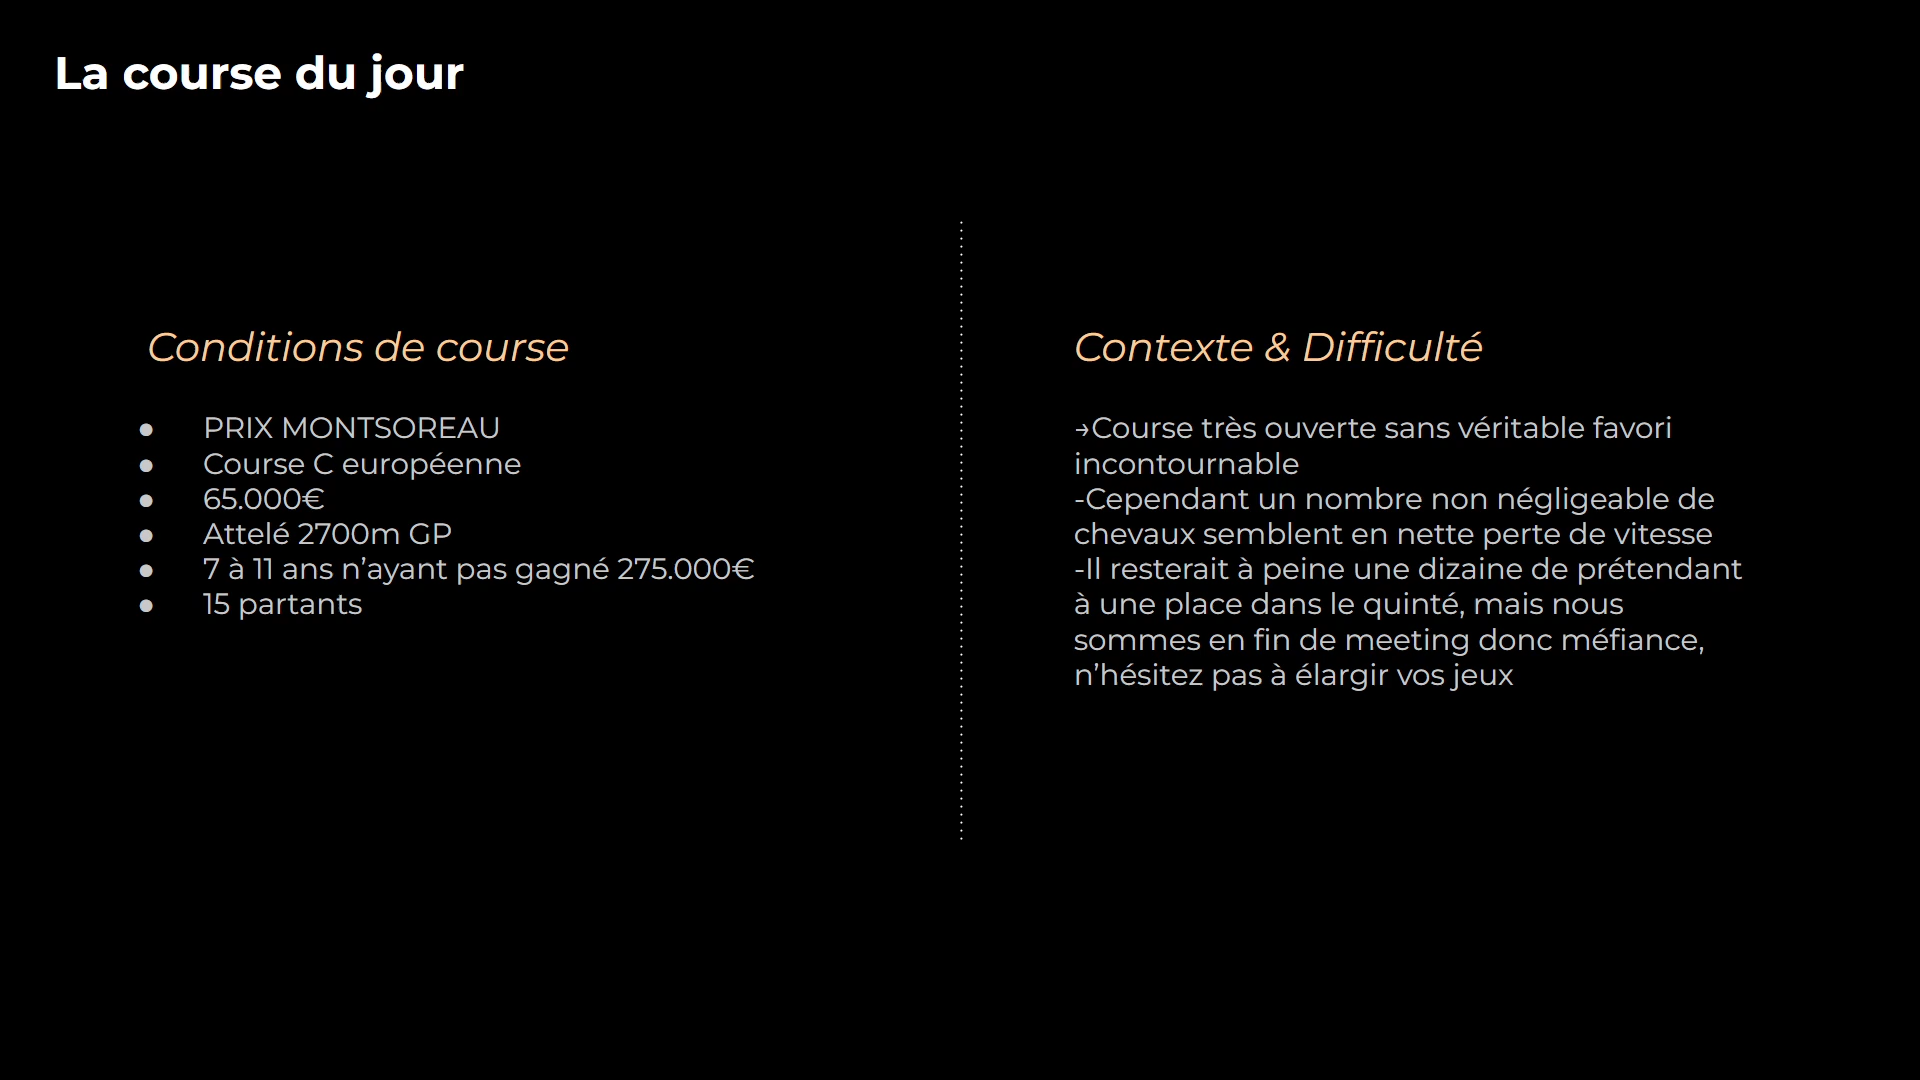 La course du jour
Conditions de course
● PRIX MONTSOREAU
● Course C européenne
● 65.000€
● Attelé 2700m GP
● 7 à 11 ans n’ayant pas gagné 275.000€
● 15 partants
Contexte & Difficulté
→Course très ouverte sans véritable favori
incontournable
-Cependant un nombre non négligeable de
chevaux semblent en nette perte de vitesse
-Il resterait à peine une dizaine de prétendant
à une place dans le quinté, mais nous
sommes en fin de meeting donc méfiance,
n’hésitez pas à élargir vos jeux